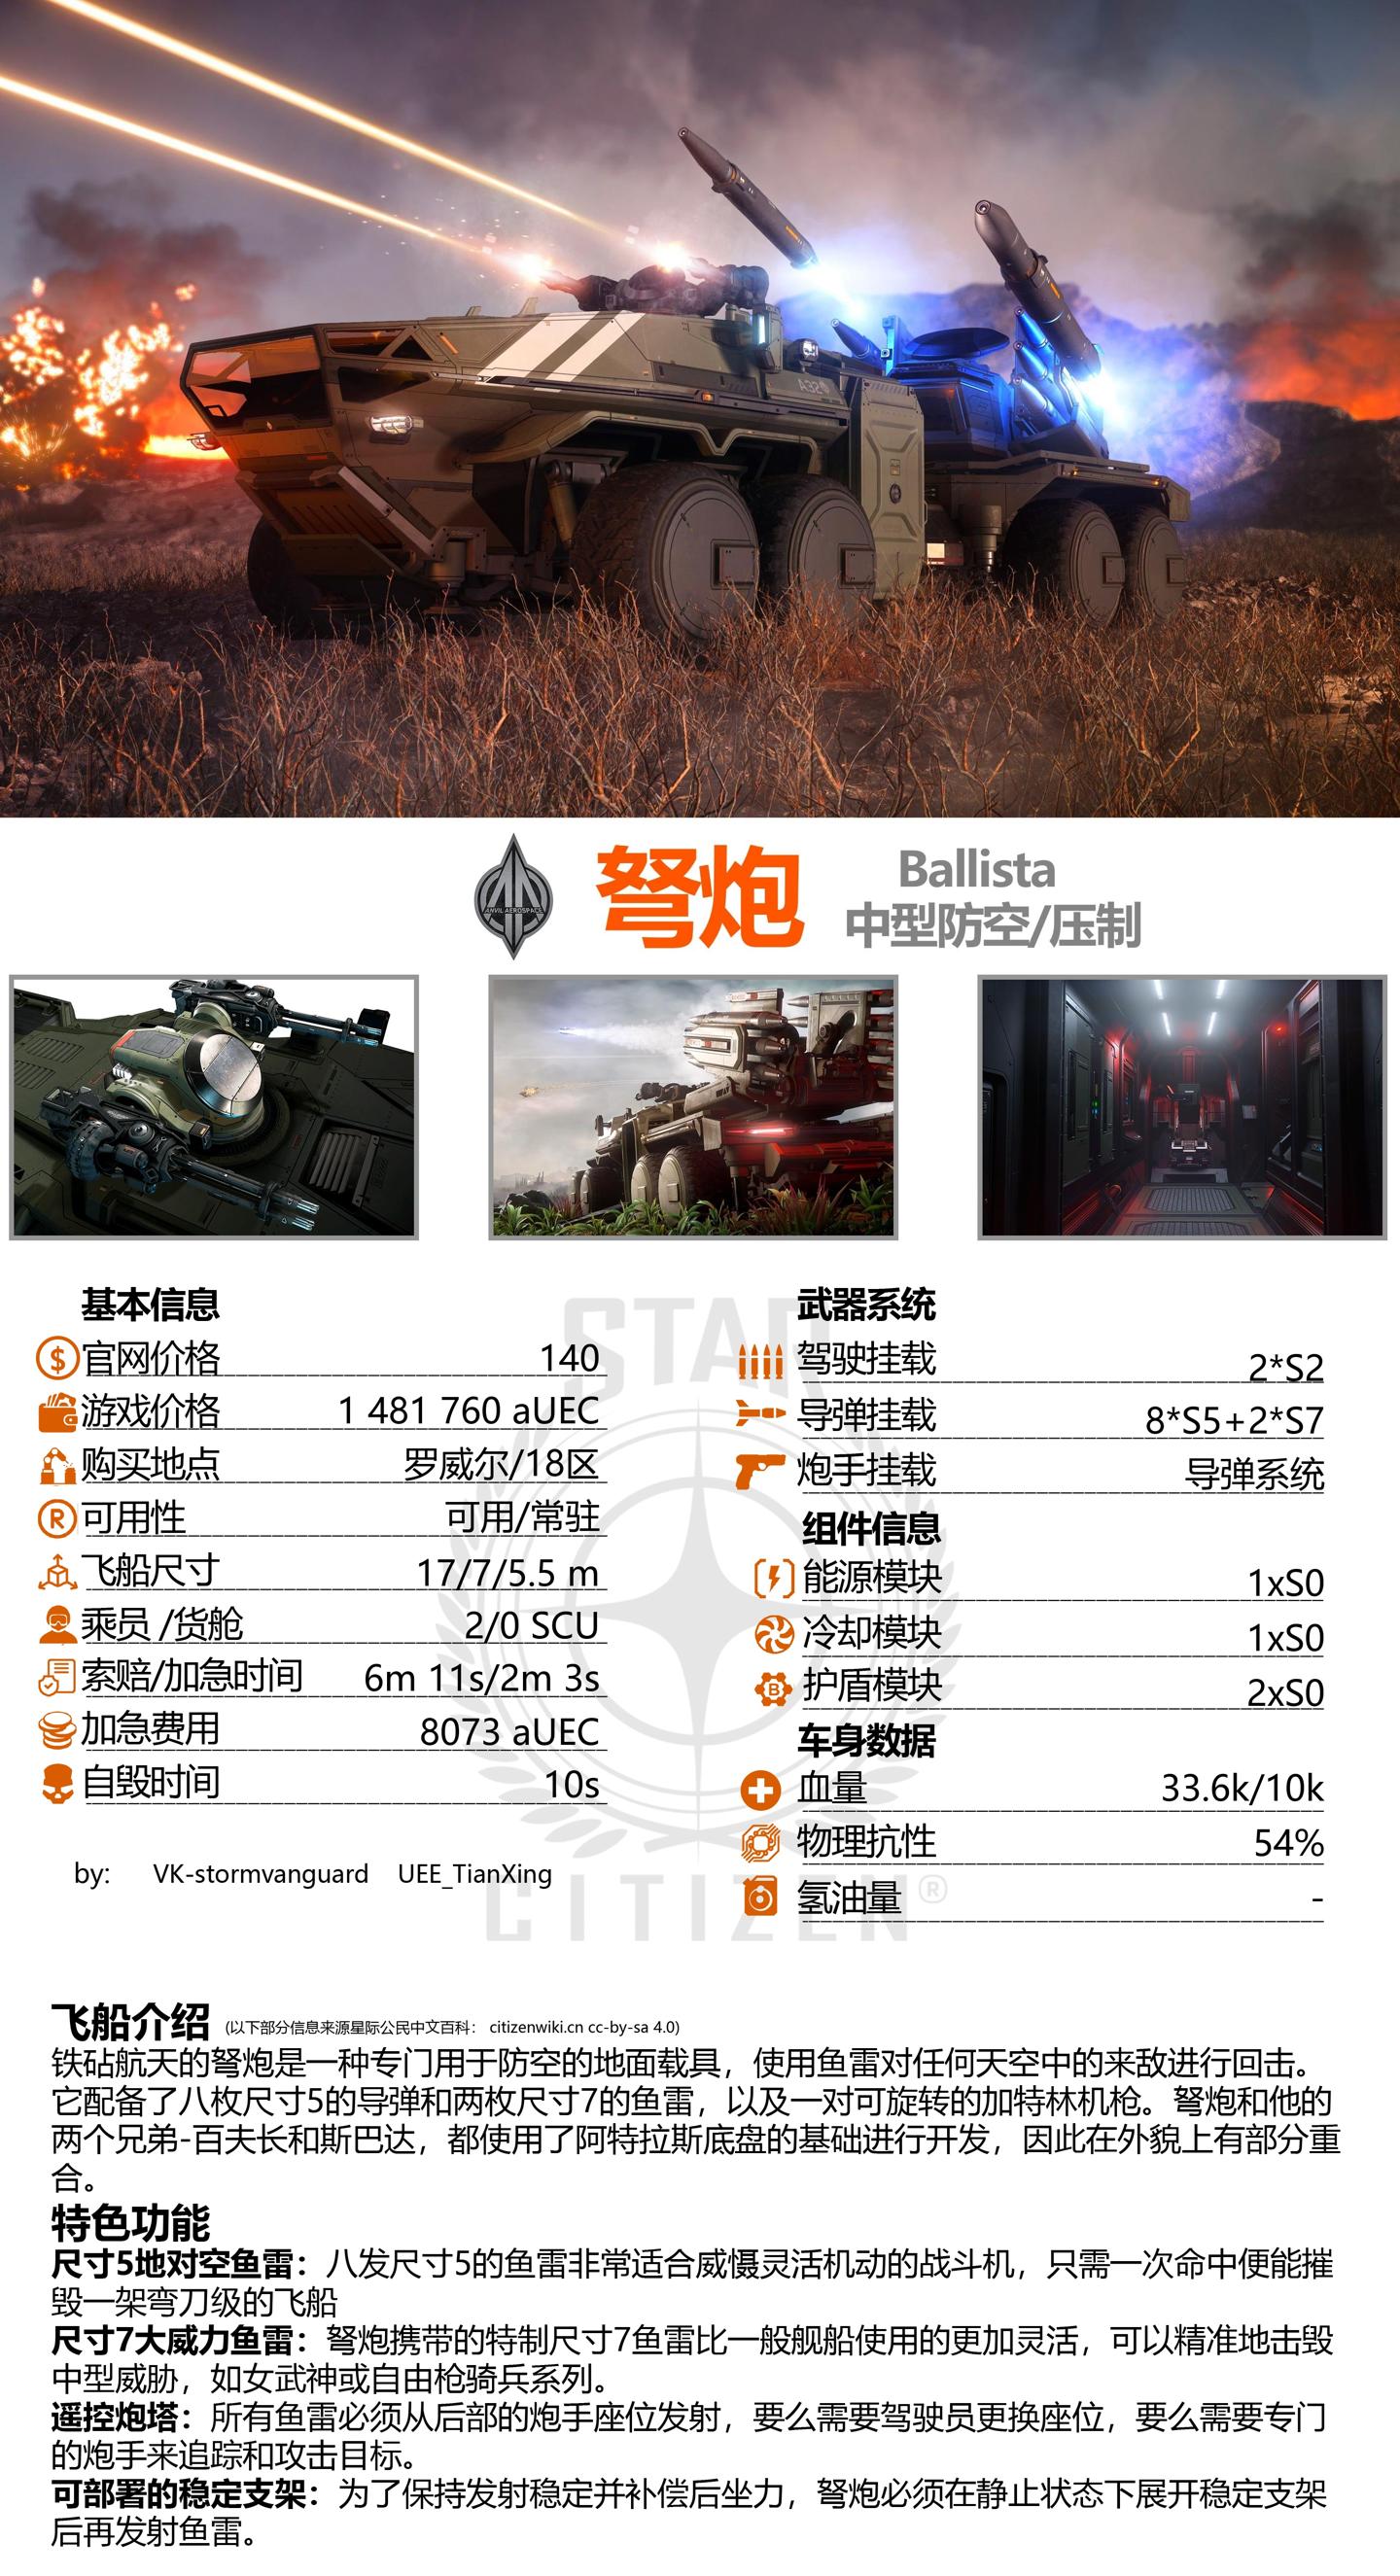 A32
ANVIL AEROSPACE
弩炮
Ballista
中型防空/压制
基本信息
官网价格 140
游戏价格 1 481 760 aUEC
购买地点 罗威尔/18区
可用性 可用/常驻
飞船尺寸 17/7/5.5 m
乘员 /货舱 2/0 SCU
索赔/加急时间 6m 11s/2m 3s
加急费用 8073 aUEC
自毁时间 10s
by: VK-stormvanguard UEE_TianXing
武器系统
驾驶挂载 2*S2
导弹挂载 8*S5+2*S7
炮手挂载 导弹系统
组件信息
能源模块 1xS0
冷却模块 1xS0
护盾模块 2xS0
车身数据
血量 33.6k/10k
物理抗性 54%
氢油量 -
STAR
CITIZEN®
飞船介绍 (以下部分信息来源星际公民中文百科： citizenwiki.cn cc-by-sa 4.0)
铁砧航天的弩炮是一种专门用于防空的地面载具，使用鱼雷对任何天空中的来敌进行回击。
它配备了八枚尺寸5的导弹和两枚尺寸7的鱼雷，以及一对可旋转的加特林机枪。弩炮和他的
两个兄弟-百夫长和斯巴达，都使用了阿特拉斯底盘的基础进行开发，因此在外貌上有部分重
合。
特色功能
尺寸5地对空鱼雷：八发尺寸5的鱼雷非常适合威慑灵活机动的战斗机，只需一次命中便能摧
毁一架弯刀级的飞船
尺寸7大威力鱼雷：弩炮携带的特制尺寸7鱼雷比一般舰船使用的更加灵活，可以精准地击毁
中型威胁，如女武神或自由枪骑兵系列。
遥控炮塔：所有鱼雷必须从后部的炮手座位发射，要么需要驾驶员更换座位，要么需要专门
的炮手来追踪和攻击目标。
可部署的稳定支架：为了保持发射稳定并补偿后坐力，弩炮必须在静止状态下展开稳定支架
后再发射鱼雷。